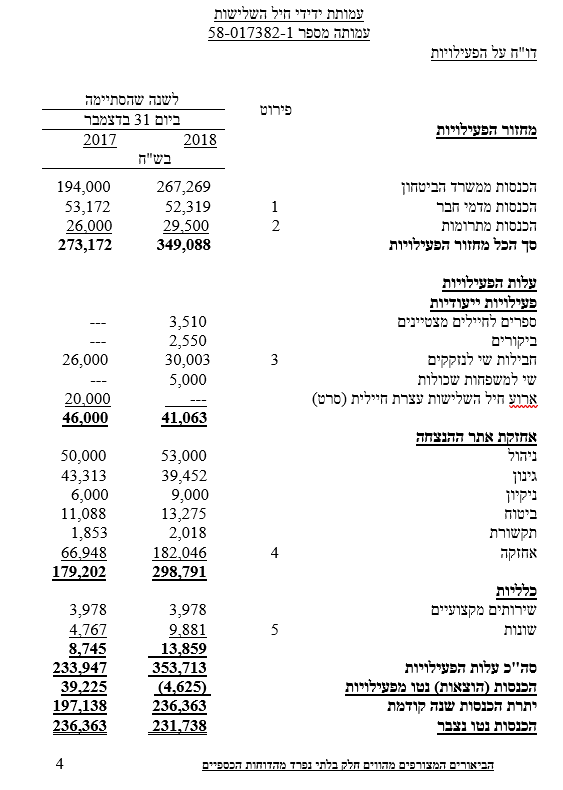 עמותת ידידי חיל השלישות
עמותה מספר 58-017382-1
דו"ח על הפעילויות
לשנה שהסתיימה
פירוט
ביום 31 בדצמבר
מחזור הפעילויות
2018 2017
בש"ח
הכנסות ממשרד הביטחון 267,269 194,000
הכנסות מדמי חבר 1 52,319 53,172
הכנסות מתרומות 2 29,500 26,000
סך הכל מחזור הפעילויות 349,088 273,172
עלות הפעילויות
פעילויות ייעודיות
ספרים לחיילים מצטיינים 3,510 ---
ביקורים 2,550 ---
חבילות שי לנזקקים 3 30,003 26,000
שי למשפחות שכולות 5,000 ---
ארוע חיל השלישות עצרת חיילית (סרט) --- 20,000
41,063 46,000
אחזקת אתר ההנצחה
ניהול 53,000 50,000
גינון 39,452 43,313
ניקיון 9,000 6,000
ביטוח 13,275 11,088
תקשורת 2,018 1,853
אחזקה 4 182,046 66,948
298,791 179,202
כלליות
שירותים מקצועיים 3,978 3,978
שונות 5 9,881 4,767
13,859 8,745
סה"כ עלות הפעילויות 353,713 233,947
הכנסות (הוצאות) נטו מפעילויות (4,625) 39,225
יתרת הכנסות שנה קודמת 236,363 197,138
הכנסות נטו נצבר 231,738 236,363
הביאורים המצורפים מהווים חלק בלתי נפרד מהדוחות הכספיים 4